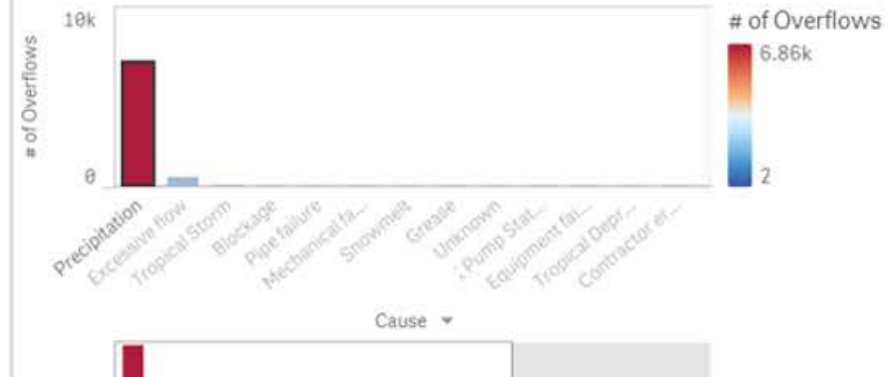 # of Overflows
10k
0
# of Overflows
6.86k
2
Precipitation
Excessive flow
Tropical Storm
Blockage
Pipe failure
Mechanical fa...
Snowmelt
Grease
Unknown
Pump Stat...
Equipment fai...
Tropical Depr...
Contractor er...
Cause